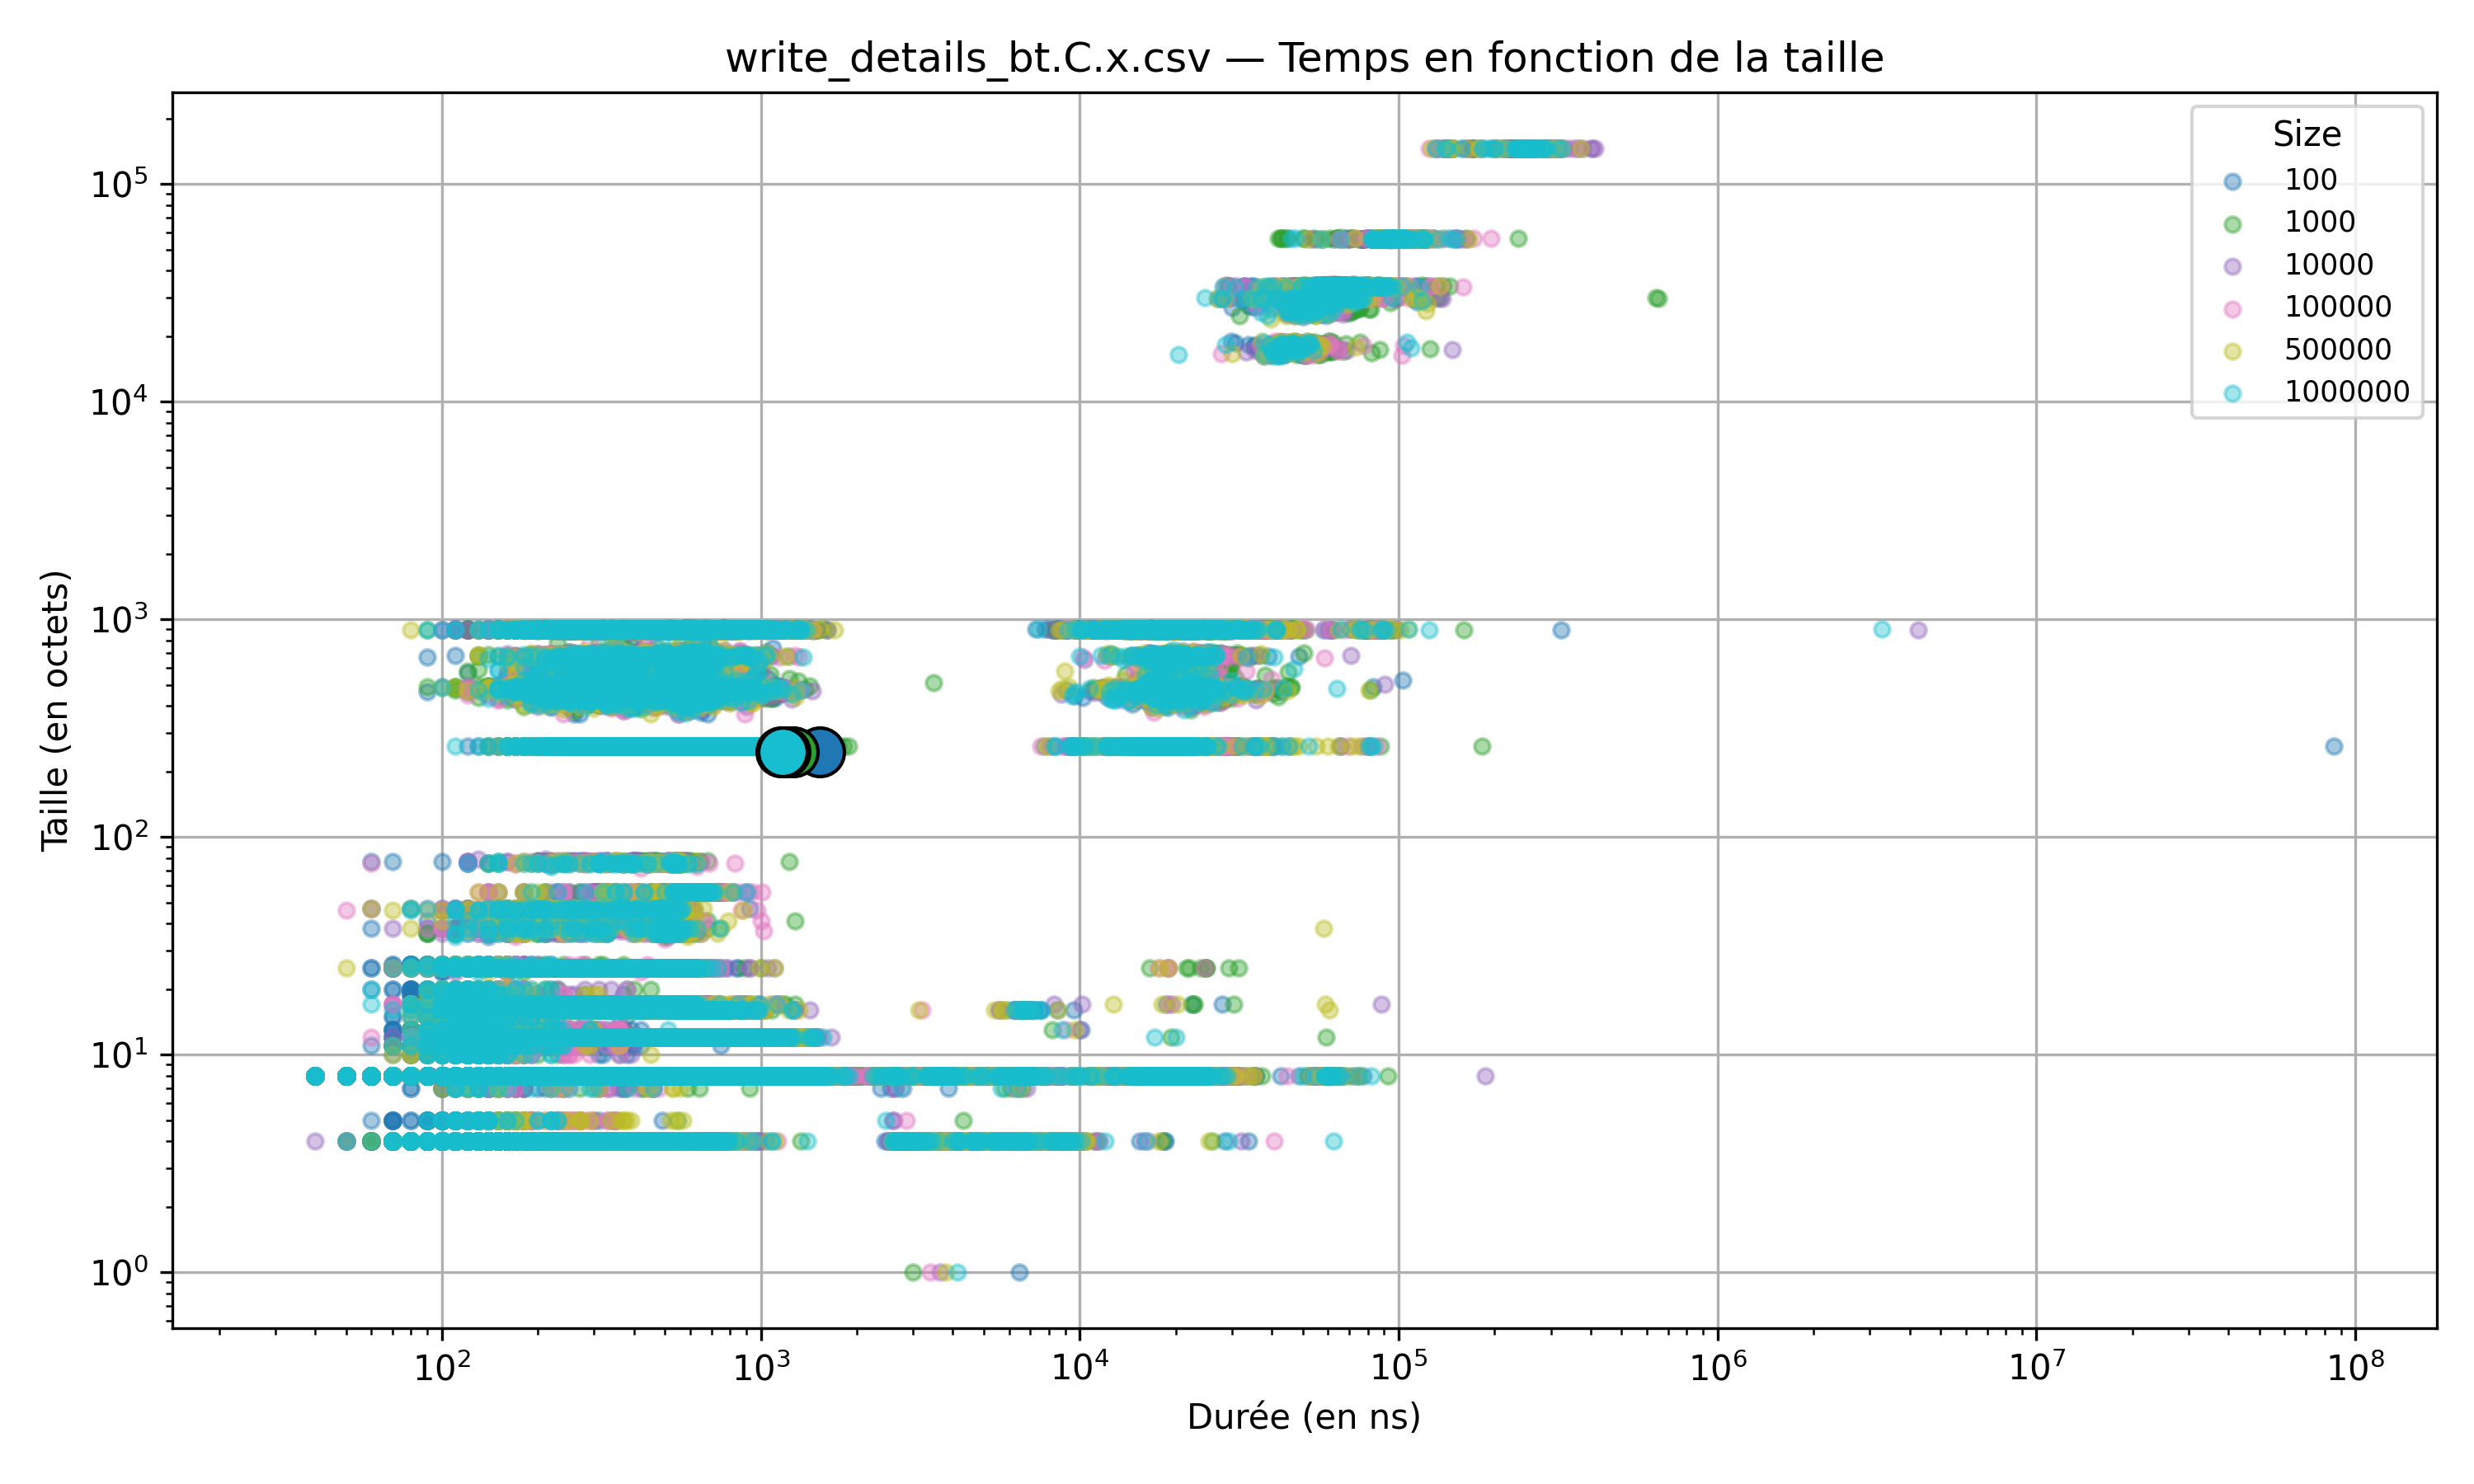 write_details_bt.C.x.csv — Temps en fonction de la taille
Taille (en octets)
10⁵
10⁴
10³
10²
10¹
10⁰
Size
100
1000
10000
100000
500000
1000000
10² 10³ 10⁴ 10⁵ 10⁶ 10⁷ 10⁸
Durée (en ns)